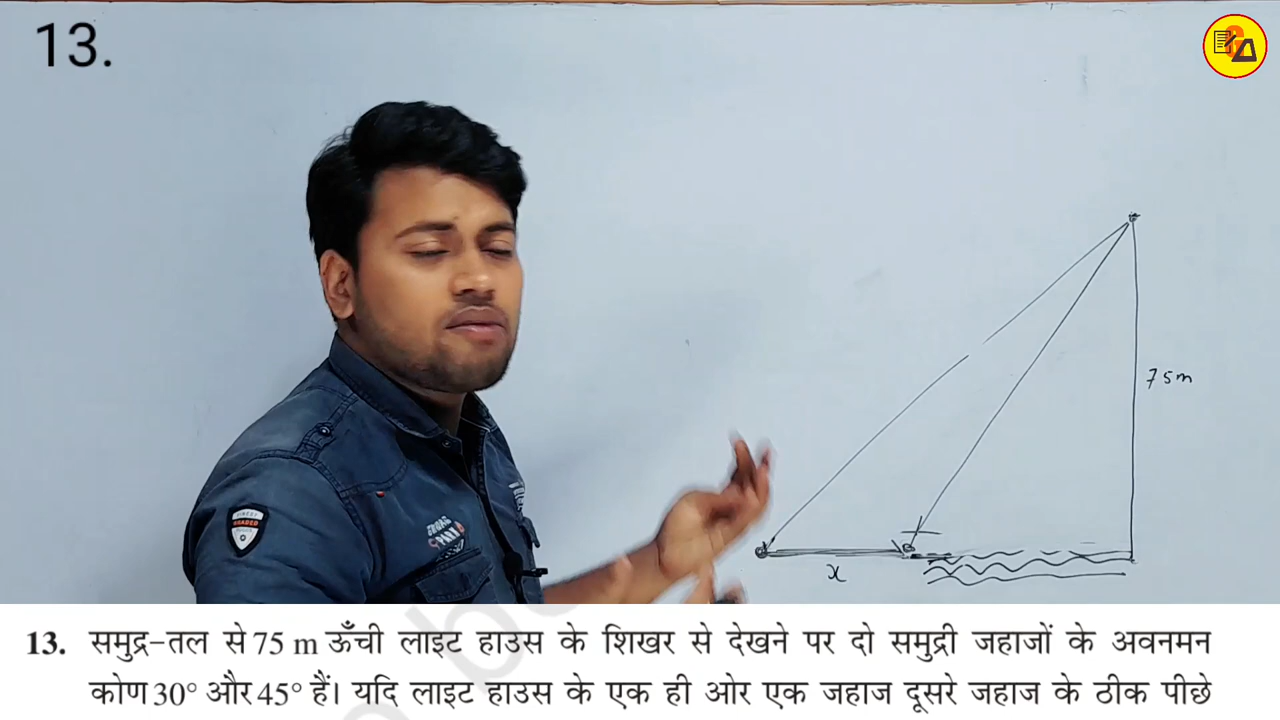 13.
75m
x
13. समुद्र-तल से 75 m ऊँची लाइट हाउस के शिखर से देखने पर दो समुद्री जहाजों के अवनमन
कोण 30° और 45° हैं। यदि लाइट हाउस के एक ही ओर एक जहाज दूसरे जहाज के ठीक पीछे